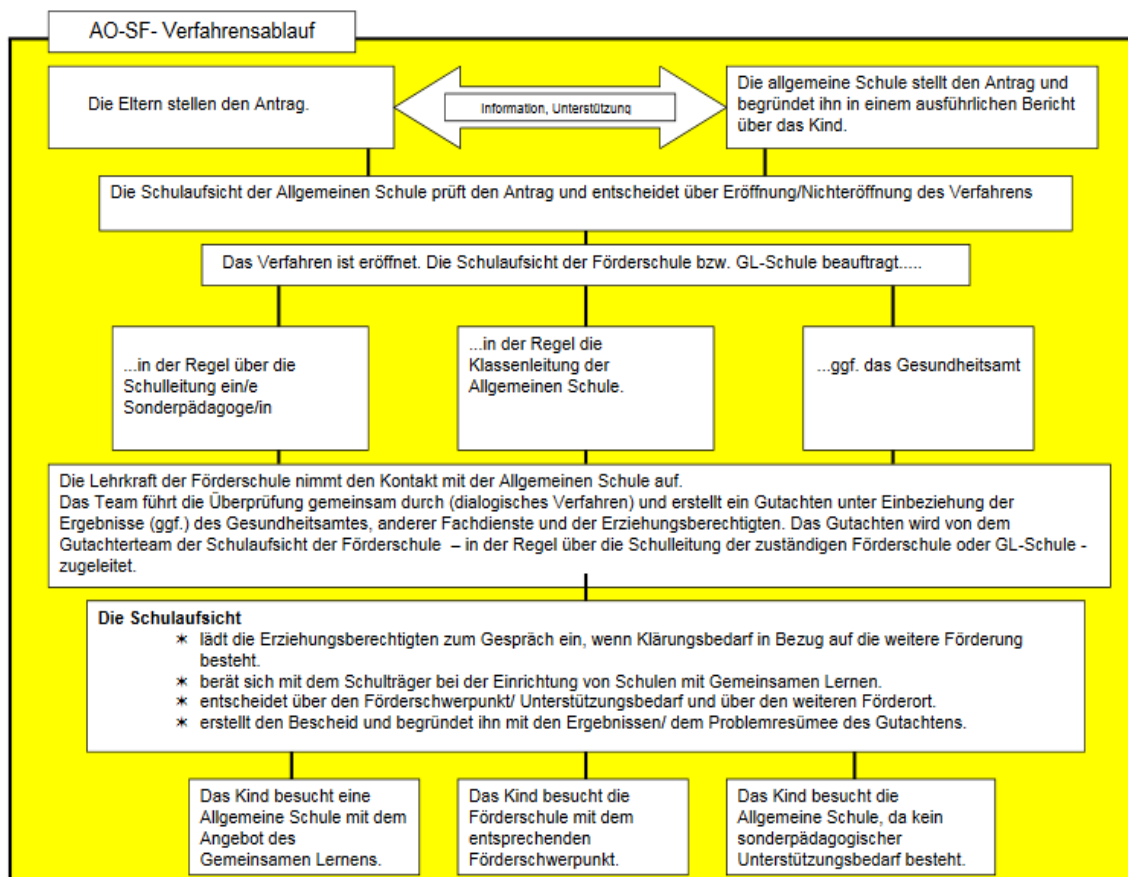 AO-SF- Verfahrensablauf
Die Eltern stellen den Antrag.
Information, Unterstützung
Die allgemeine Schule stellt den Antrag und
begründet ihn in einem ausführlichen Bericht
über das Kind.
Die Schulaufsicht der Allgemeinen Schule prüft den Antrag und entscheidet über Eröffnung/Nichteröffnung des Verfahrens
Das Verfahren ist eröffnet. Die Schulaufsicht der Förderschule bzw. GL-Schule beauftragt.....
...in der Regel über die
Schulleitung ein/e
Sonderpädagoge/in
...in der Regel die
Klassenleitung der
Allgemeinen Schule.
...ggf. das Gesundheitsamt
Die Lehrkraft der Förderschule nimmt den Kontakt mit der Allgemeinen Schule auf.
Das Team führt die Überprüfung gemeinsam durch (dialogisches Verfahren) und erstellt ein Gutachten unter Einbeziehung der
Ergebnisse (ggf.) des Gesundheitsamtes, anderer Fachdienste und der Erziehungsberechtigten. Das Gutachten wird von dem
Gutachterteam der Schulaufsicht der Förderschule – in der Regel über die Schulleitung der zuständigen Förderschule oder GL-Schule -
zugeleitet.
Die Schulaufsicht
∗ lädt die Erziehungsberechtigten zum Gespräch ein, wenn Klärungsbedarf in Bezug auf die weitere Förderung
besteht.
∗ berät sich mit dem Schulträger bei der Einrichtung von Schulen mit Gemeinsamen Lernen.
∗ entscheidet über den Förderschwerpunkt/ Unterstützungsbedarf und über den weiteren Förderort.
∗ erstellt den Bescheid und begründet ihn mit den Ergebnissen/ dem Problemresümee des Gutachtens.
Das Kind besucht eine
Allgemeine Schule mit dem
Angebot des
Gemeinsamen Lernens.
Das Kind besucht die
Förderschule mit dem
entsprechenden
Förderschwerpunkt.
Das Kind besucht die
Allgemeine Schule, da kein
sonderpädagogischer
Unterstützungsbedarf besteht.